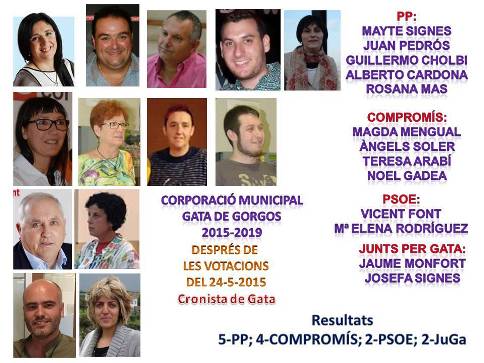 PP:
MAYTE SIGNES
JUAN PEDRÓS
GUILLERMO CHOLBI
ALBERTO CARDONA
ROSANA MAS
COMPROMÍS:
MAGDA MENGUAL
ÀNGELS SOLER
TERESA ARABÍ
NOEL GADEA
PSOE:
VICENT FONT
Mª ELENA RODRÍGUEZ
JUNTS PER GATA:
JAUME MONFORT
JOSEFA SIGNES
CORPORACIÓ MUNICIPAL
GATA DE GORGOS
2015-2019
DESPRÉS DE
LES VOTACIONS
DEL 24-5-2015
Cronista de Gata
Resultats
5-PP; 4-COMPROMÍS; 2-PSOE; 2-JuGa